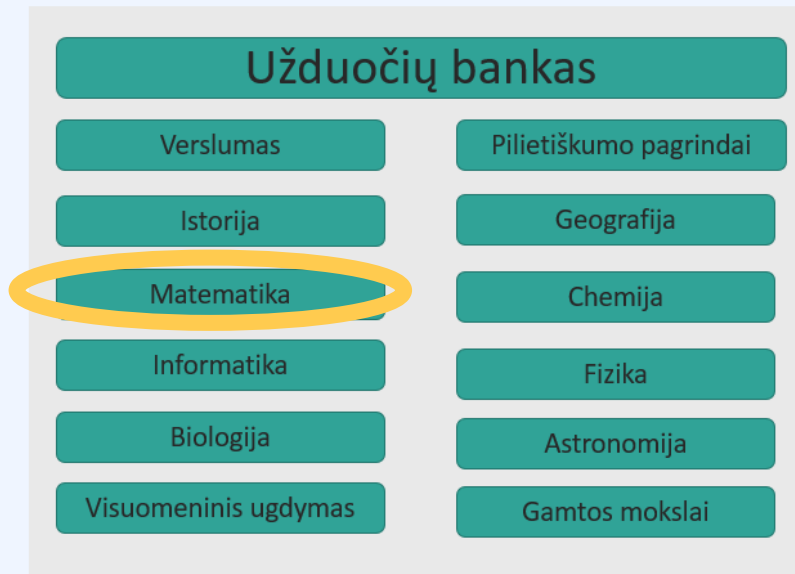 Užduočių bankas
Verslumas
Pilietiškumo pagrindai
Istorija
Geografija
Matematika
Chemija
Informatika
Fizika
Biologija
Astronomija
Visuomeninis ugdymas
Gamtos mokslai